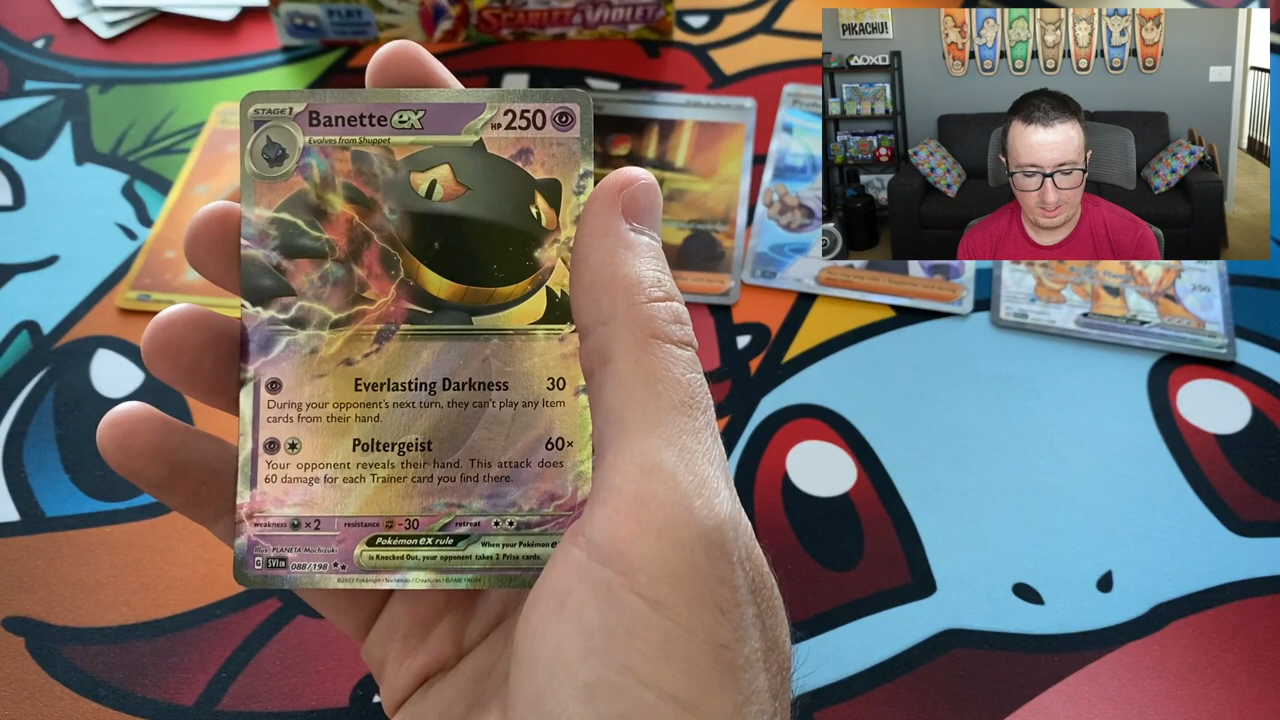 PLAY
SCARLET & VIOLET
PIKACHU!
STAGE 1
Banette ex
HP 250
Evolves from Shuppet
Everlasting Darkness 30
During your opponent's next turn, they can't play any Item
cards from their hand.
Poltergeist 60×
Your opponent reveals their hand. This attack does
60 damage for each Trainer card you find there.
weakness ×2 resistance -30 retreat
Pokémon ex rule
When your Pokémon e
is Knocked Out, your opponent takes 2 Prize cards.
Illus. PLANETA Mochizuki
G SVI EN 088/198
©2023 Pokémon / Nintendo / Creatures / GAME FREAK